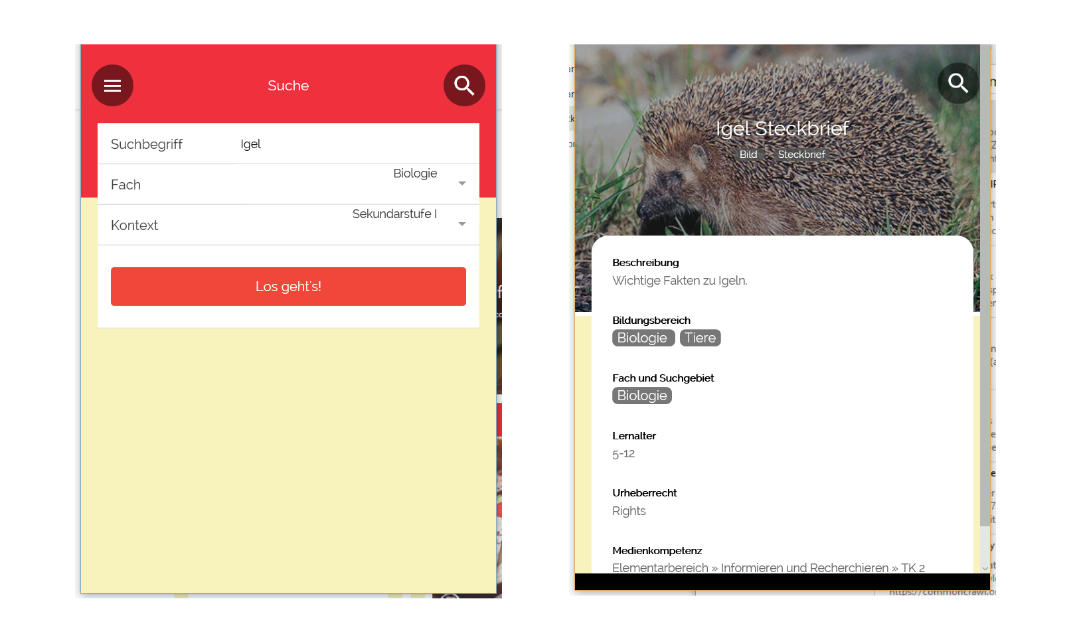 Suche
Suchbegriff Igel
Fach Biologie
Kontext Sekundarstufe I
Los geht's!
Igel Steckbrief
Bild Steckbrief
Beschreibung
Wichtige Fakten zu Igeln.
Bildungsbereich
Biologie Tiere
Fach und Suchgebiet
Biologie
Lernalter
5-12
Urheberrecht
Rights
Medienkompetenz
Elementarbereich » Informieren und Recherchieren » TK 2